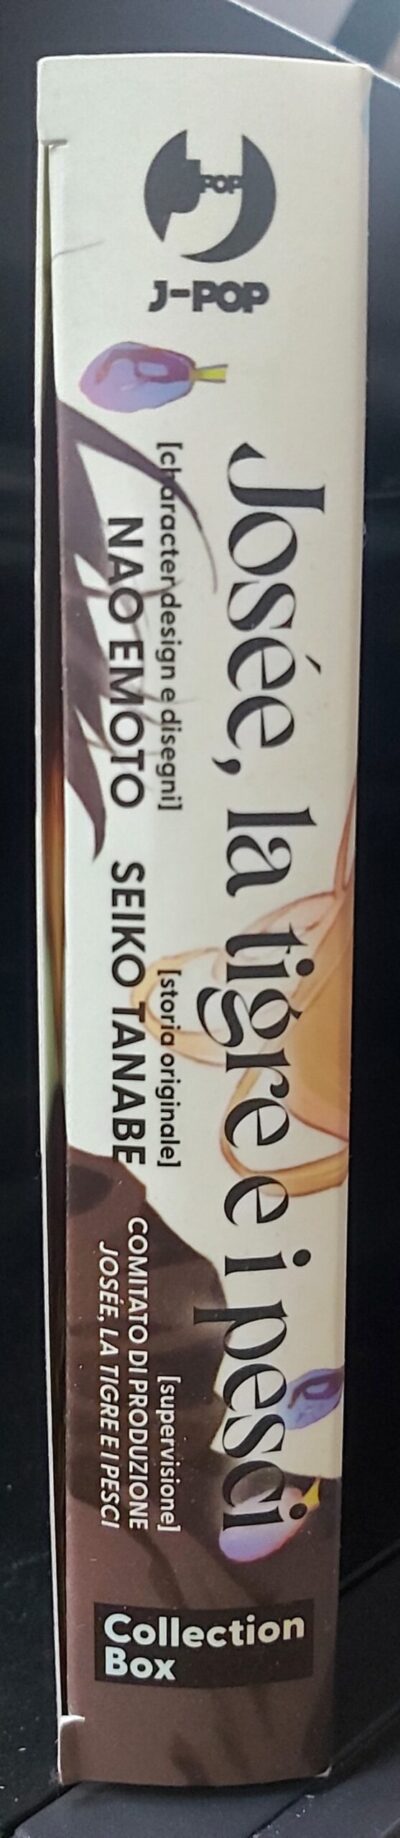 POP
J-POP
Josée, la tigre e i pesci
[character design e disegni]
NAO EMOTO
[storia originale]
SEIKO TANABE
[supervisione]
COMITATO DI PRODUZIONE
JOSÉE, LA TIGRE E I PESCI
Collection
Box